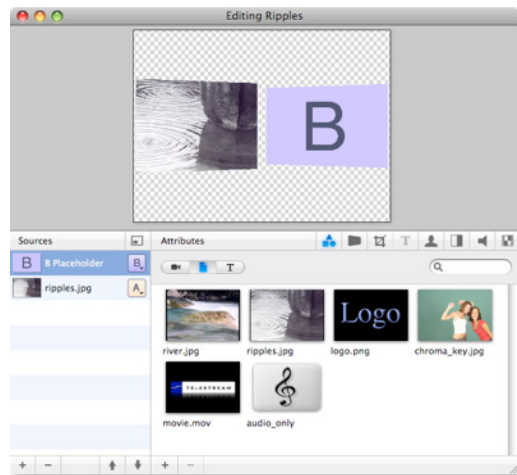 Editing Ripples
B
Sources
Attributes
T
B B Placeholder B
ripples.jpg A
T
Logo
river.jpg ripples.jpg logo.png chroma_key.jpg
TELESTREAM
movie.mov audio_only